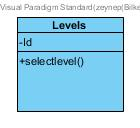 Visual Paradigm Standard(zeynep(Bilke
Levels
-Id
+selectlevel()